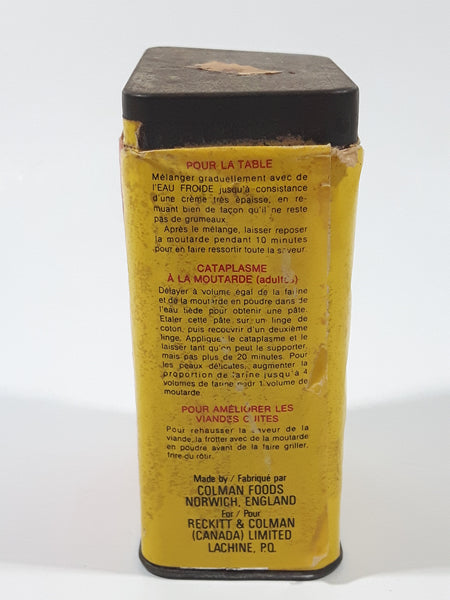 POUR LA TABLE
Mélanger graduellement avec de
l'EAU FROIDE jusqu'à consistance
d'une crème très épaisse, en re-
muant bien de façon qu'il ne reste
pas de grumeaux.
Après le mélange, laisser reposer
la moutarde pendant 10 minutes
pour en faire ressortir toute la saveur.
CATAPLASME
À LA MOUTARDE (adultes)
Délayer à volume égal de la farine
et de la moutarde en poudre dans de
l'eau tiède pour obtenir une pâte.
Étaler cette pâte sur un linge de
coton, puis recouvrir d'un deuxième
linge. Appliquer le cataplasme et le
laisser tant qu'on peut le supporter,
mais pas plus de 20 minutes. Pour
les peaux délicates, augmenter la
proportion de farine jusqu'à 4
volumes de farine pour 1 volume de
moutarde.
POUR AMÉLIORER LES
VIANDES CUITES
Pour rehausser la saveur de la
viande, la frotter avec de la moutarde
en poudre avant de la faire griller,
frire ou rôtir.
Made by / Fabriqué par
COLMAN FOODS
NORWICH, ENGLAND
For / Pour
RECKITT & COLMAN
(CANADA) LIMITED
LACHINE, P.Q.